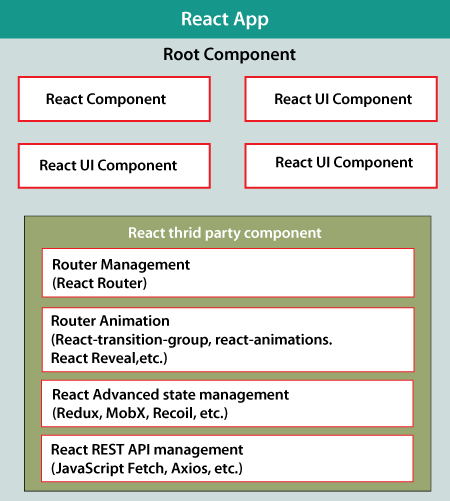 React App
Root Component
React Component
React UI Component
React UI Component
React UI Component
React thrid party component
Router Management
(React Router)
Router Animation
(React-transition-group, react-animations.
React Reveal,etc.)
React Advanced state management
(Redux, MobX, Recoil, etc.)
React REST API management
(JavaScript Fetch, Axios, etc.)